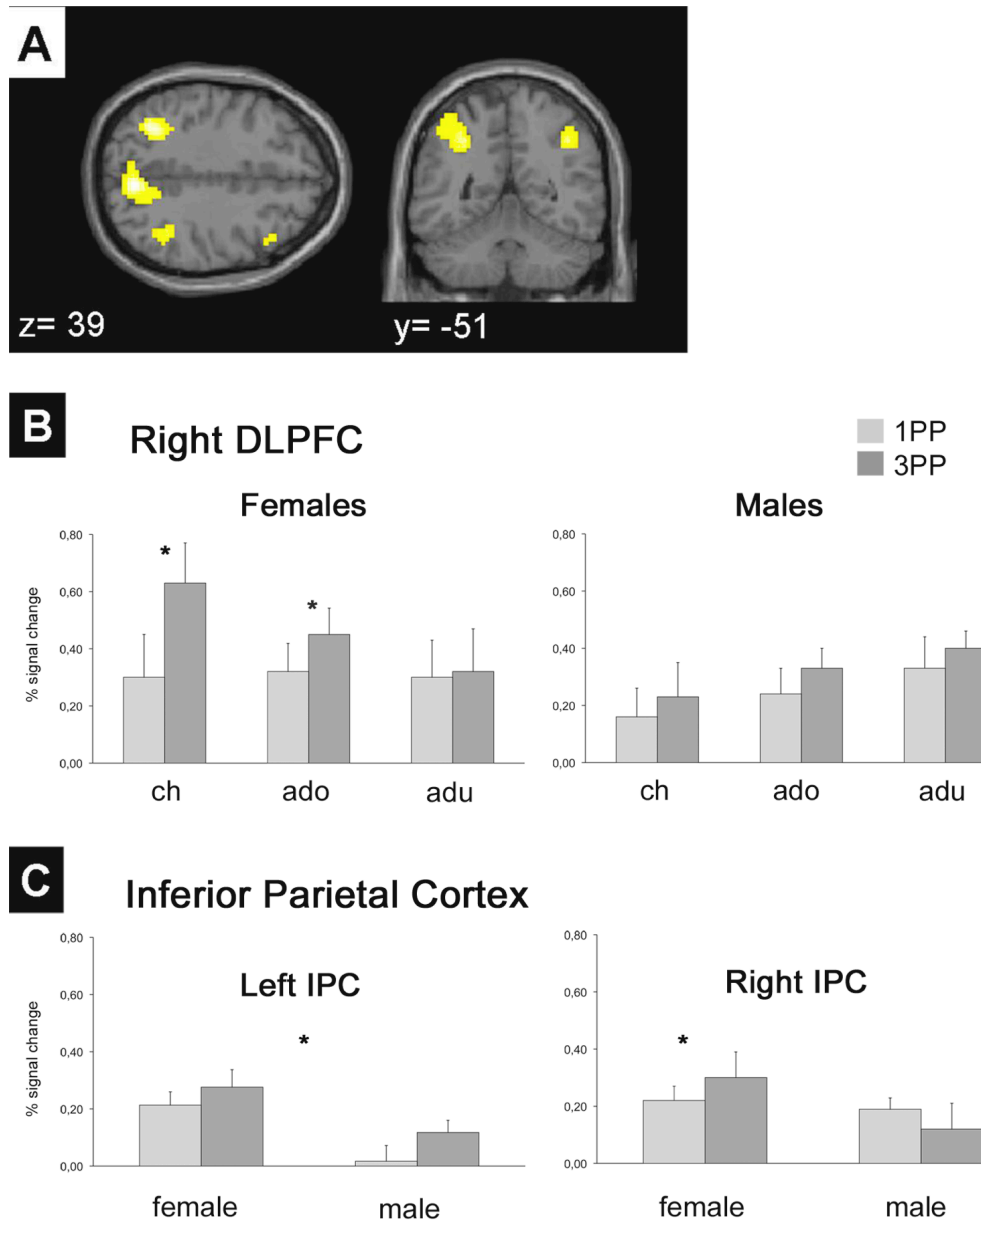 A
z= 39
y= -51
B
Right DLPFC
1PP
3PP
Females
Males
% signal change
0,80
0,60
0,40
0,20
0,00
*
*
ch
ado
adu
0,80
0,60
0,40
0,20
0,00
ch
ado
adu
C
Inferior Parietal Cortex
Left IPC
% signal change
0,80
0,60
0,40
0,20
0,00
*
female
male
Right IPC
0,80
0,60
0,40
0,20
0,00
*
female
male